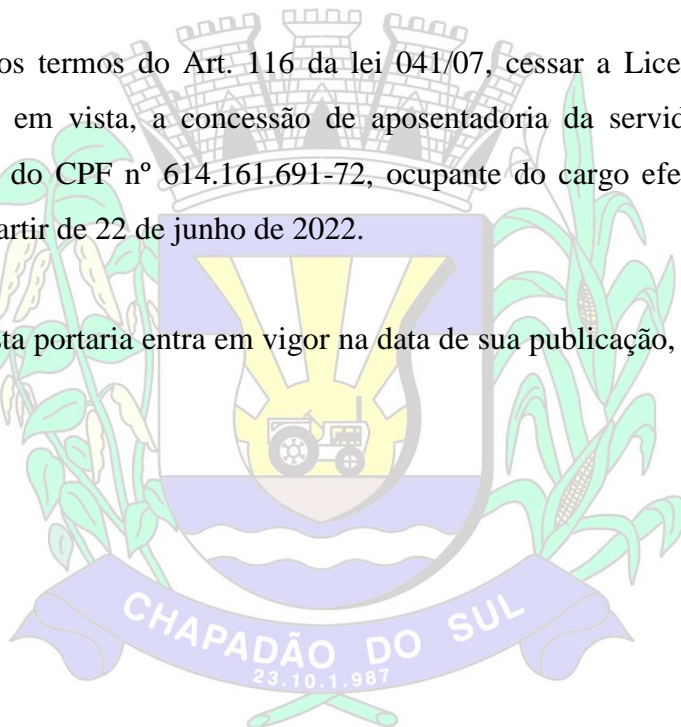 os termos do Art. 116 da lei 041/07, cessar a Lice
em vista, a concessão de aposentadoria da servid
do CPF nº 614.161.691-72, ocupante do cargo efe
artir de 22 de junho de 2022.
sta portaria entra em vigor na data de sua publicação,
CHAPADÃO DO SUL
23.10.1.987